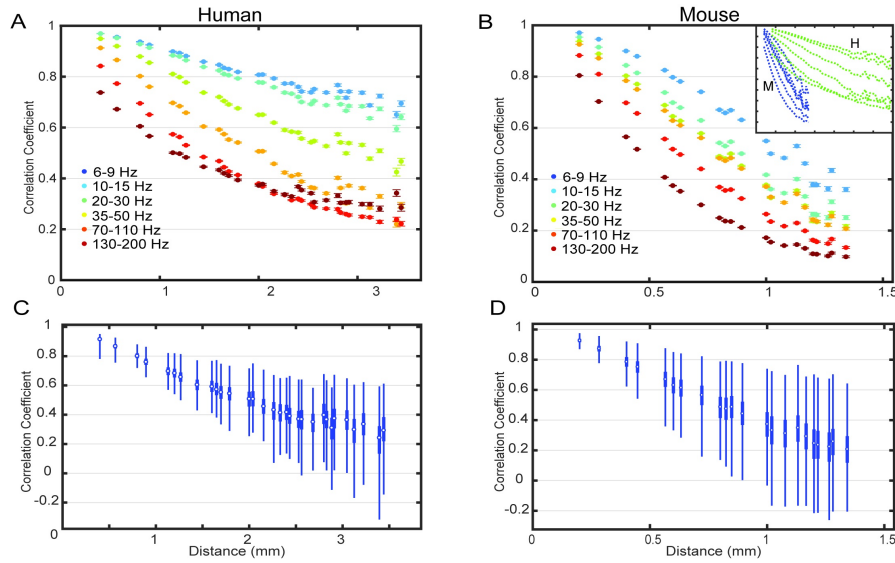 Human
Mouse
A
B
Correlation Coefficient
1
0.8
0.6
0.4
0.2
0
6-9 Hz
10-15 Hz
20-30 Hz
35-50 Hz
70-110 Hz
130-200 Hz
0
1
2
3
Correlation Coefficient
1
0.8
0.6
0.4
0.2
0
6-9 Hz
10-15 Hz
20-30 Hz
35-50 Hz
70-110 Hz
130-200 Hz
H
M
0
0.5
1
1.5
C
D
Correlation Coefficient
1
0.8
0.6
0.4
0.2
0
-0.2
0
1
2
3
Distance (mm)
Correlation Coefficient
1
0.8
0.6
0.4
0.2
0
-0.2
0
0.5
1
1.5
Distance (mm)